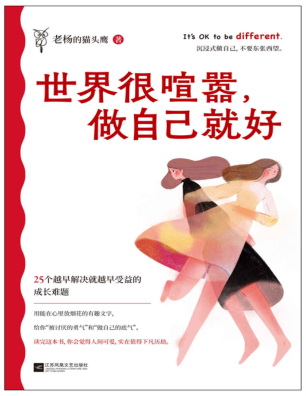 老杨的猫头鹰 著
It's OK to be different.
沉浸式做自己，不要东张西望。
世界很喧嚣，
做自己就好
25个越早解决就越早受益的
成长难题
用能在心里放烟花的有趣文字，
给你“被讨厌的勇气”和“做自己的底气”。
读完这本书，你会觉得人间可爱，实在值得下凡历劫。
江苏凤凰文艺出版社